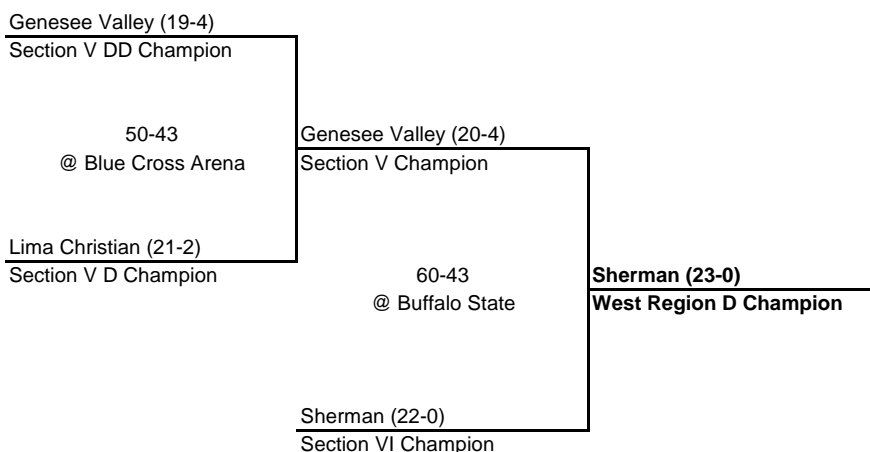 Genesee Valley (19-4)
Section V DD Champion
50-43
@ Blue Cross Arena
Genesee Valley (20-4)
Section V Champion
Lima Christian (21-2)
Section V D Champion
60-43
@ Buffalo State
Sherman (23-0)
West Region D Champion
Sherman (22-0)
Section VI Champion